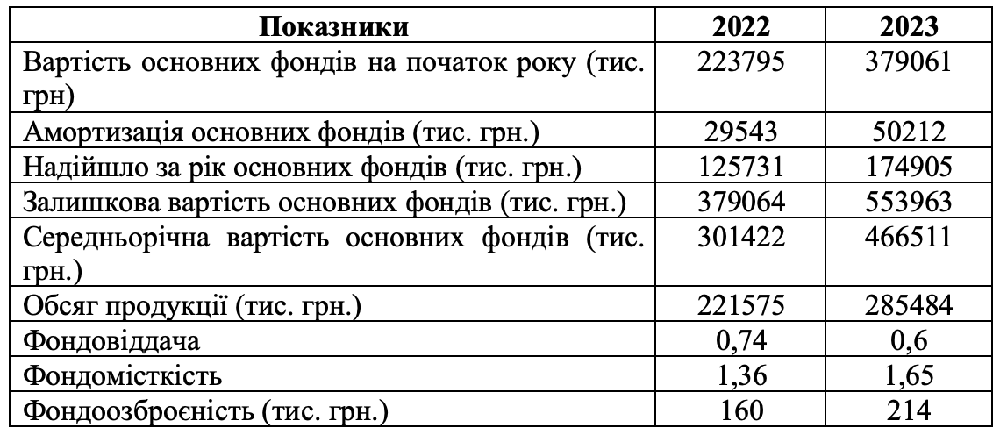 Показники 2022 2023
Вартість основних фондів на початок року (тис. 223795 379061
грн)
Амортизація основних фондів (тис. грн.) 29543 50212
Надійшло за рік основних фондів (тис. грн.) 125731 174905
Залишкова вартість основних фондів (тис. грн.) 379064 553963
Середньорічна вартість основних фондів (тис. 301422 466511
грн.)
Обсяг продукції (тис. грн.) 221575 285484
Фондовіддача 0,74 0,6
Фондомісткість 1,36 1,65
Фондоозброєність (тис. грн.) 160 214